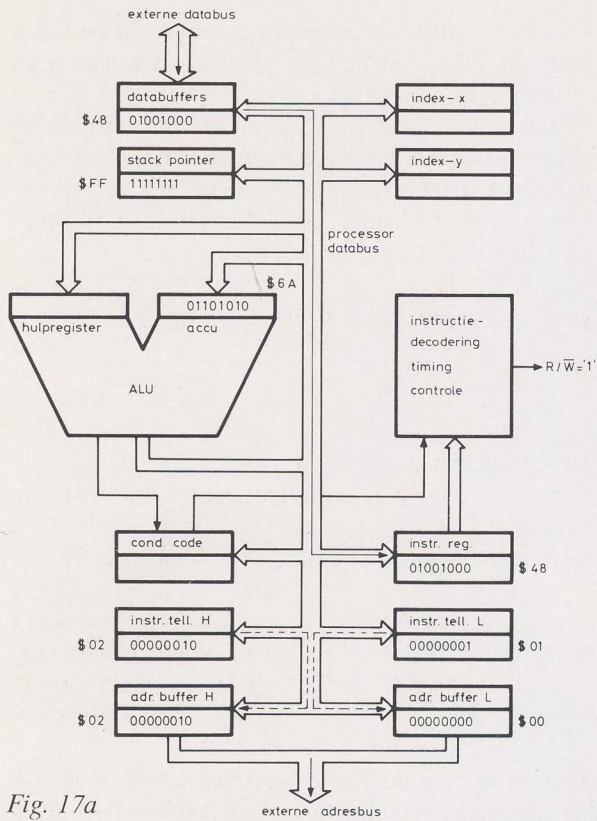 externe databus
databuffers
$48 01001000
index-x
stack pointer
$FF 11111111
index-y
processor
databus
$6A
01101010
hulpregister
accu
ALU
instructie-
decodering
timing
controle
R/W̅='1'
cond. code
instr. reg.
01001000 $48
instr. tell. H
$02 00000010
instr. tell. L
00000001 $01
adr. buffer H
$02 00000010
adr. buffer L
00000000 $00
Fig. 17a
externe adresbus